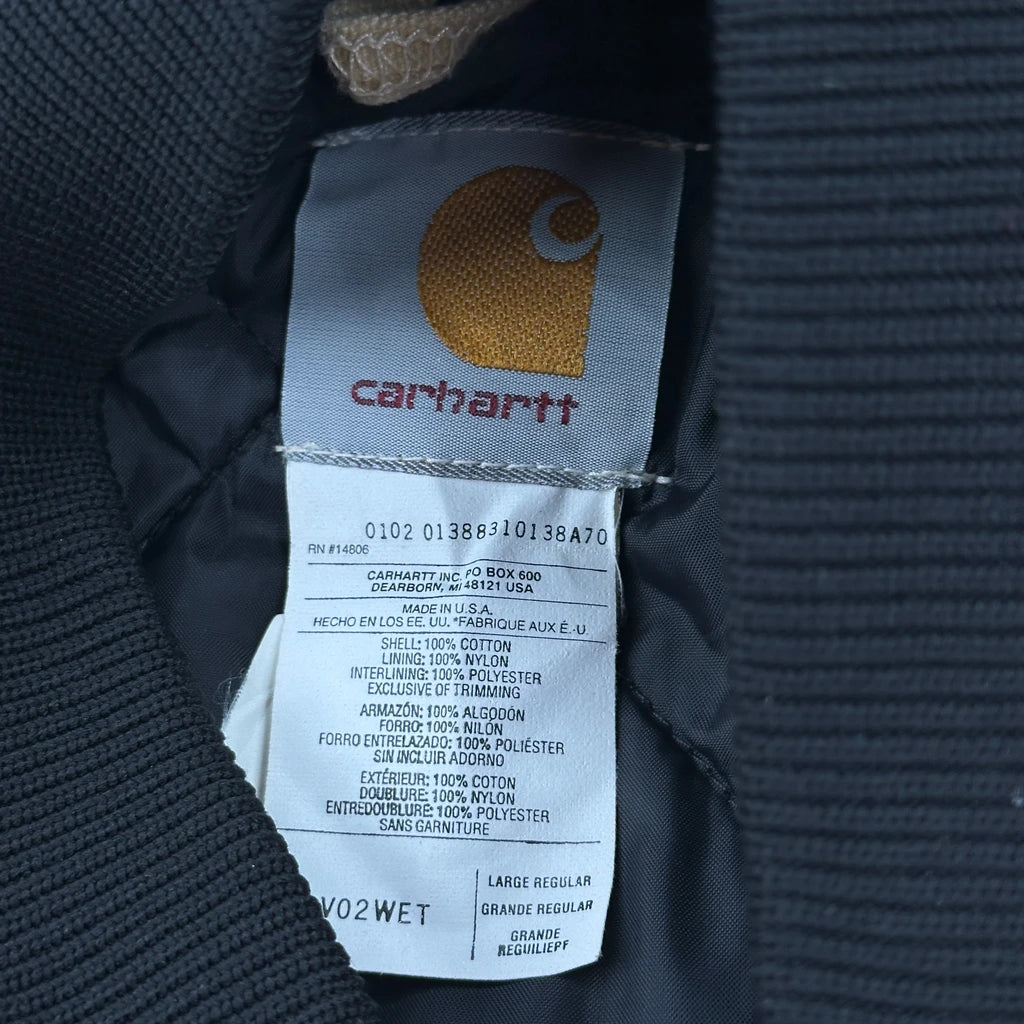 carhartt
0102 01388310138A70
RN #14806
CARHARTT INC. PO BOX 600
DEARBORN, MI 48121 USA
MADE IN U.S.A.
HECHO EN LOS EE. UU. *FABRIQUE AUX É.-U.
SHELL: 100% COTTON
LINING: 100% NYLON
INTERLINING: 100% POLYESTER
EXCLUSIVE OF TRIMMING
ARMAZÓN: 100% ALGODÓN
FORRO: 100% NILÓN
FORRO ENTRELAZADO: 100% POLIÉSTER
SIN INCLUIR ADORNO
EXTÉRIEUR: 100% COTON
DOUBLURE: 100% NYLON
ENTREDOUBLURE: 100% POLYESTER
SANS GARNITURE
V02WET
LARGE REGULAR
GRANDE REGULAR
GRANDE